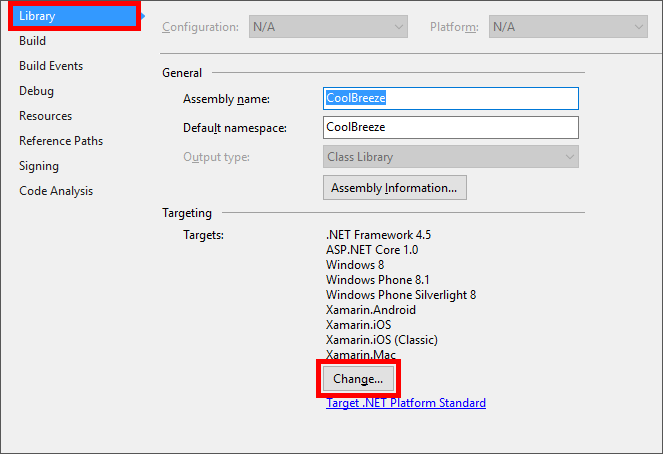 Library
Build
Build Events
Debug
Resources
Reference Paths
Signing
Code Analysis
Configuration: N/A Platform: N/A
General
Assembly name: CoolBreeze
Default namespace: CoolBreeze
Output type: Class Library
Assembly Information...
Targeting
Targets: .NET Framework 4.5
ASP.NET Core 1.0
Windows 8
Windows Phone 8.1
Windows Phone Silverlight 8
Xamarin.Android
Xamarin.iOS
Xamarin.iOS (Classic)
Xamarin.Mac
Change...
Target .NET Platform Standard